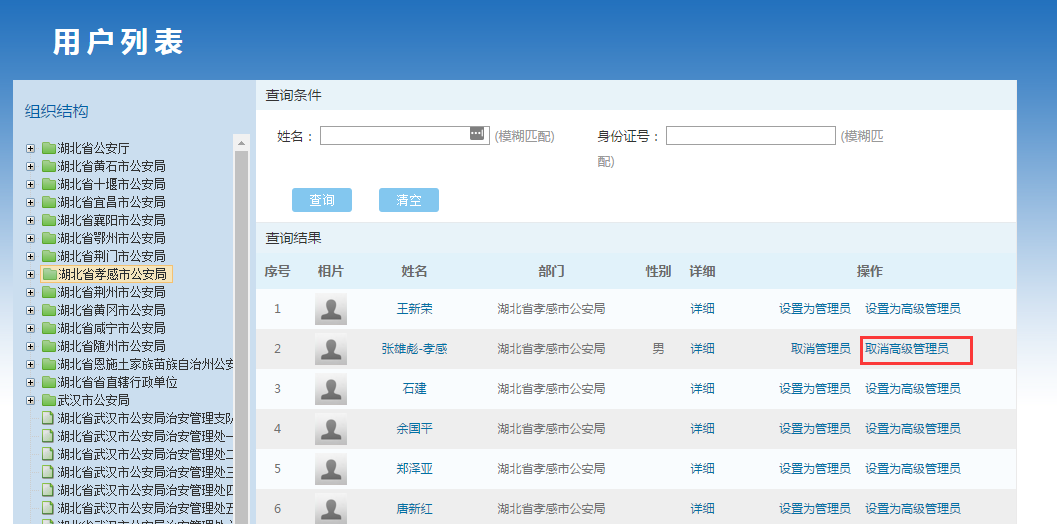 用户列表
组织结构
湖北省公安厅
湖北省黄石市公安局
湖北省十堰市公安局
湖北省宜昌市公安局
湖北省襄阳市公安局
湖北省鄂州市公安局
湖北省荆门市公安局
湖北省孝感市公安局
湖北省荆州市公安局
湖北省黄冈市公安局
湖北省咸宁市公安局
湖北省随州市公安局
湖北省恩施土家族苗族自治州公安
湖北省省直辖行政单位
武汉市公安局
湖北省武汉市公安局治安管理支队
湖北省武汉市公安局治安管理处一
湖北省武汉市公安局治安管理处二
湖北省武汉市公安局治安管理处三
湖北省武汉市公安局治安管理处四
湖北省武汉市公安局治安管理处五
查询条件
姓名： (模糊匹配) 身份证号： (模糊匹
配)
查询 清空
查询结果
序号 相片 姓名 部门 性别 详细 操作
1 王新荣 湖北省孝感市公安局 详细 设置为管理员 设置为高级管理员
2 张雄彪-孝感 湖北省孝感市公安局 男 详细 取消管理员 取消高级管理员
3 石建 湖北省孝感市公安局 详细 设置为管理员 设置为高级管理员
4 余国平 湖北省孝感市公安局 详细 设置为管理员 设置为高级管理员
5 郑泽亚 湖北省孝感市公安局 详细 设置为管理员 设置为高级管理员
6 唐新红 湖北省孝感市公安局 详细 设置为管理员 设置为高级管理员